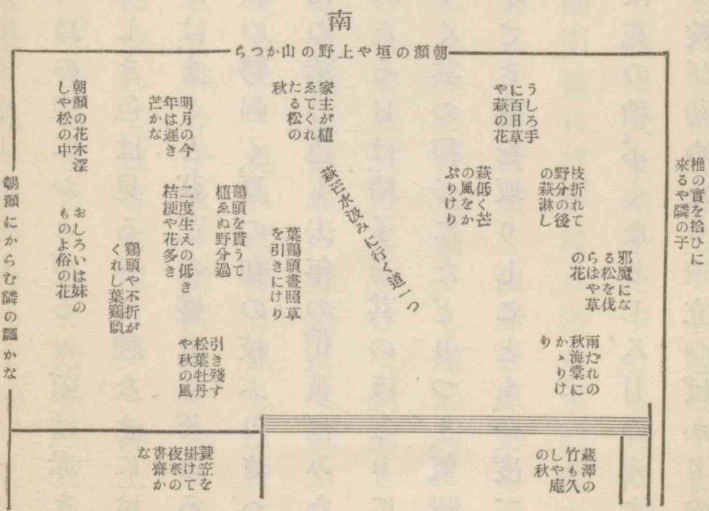 南
朝顏の垣や上野の山かつら
椎の實を拾ひに
來るや隣の子
うしろ手
に百日草
や萩の花
枝折れて
野分の後
の萩淋し
萩低く芒
の風をか
ぶりけり
邪魔にな
る松を伐
らばや草
の花
雨だれの
秋海棠に
かゝりけ
り
藏澤の
竹も久
しや庵
の秋
家主が植
ゑてくれ
たる松の
秋
萩芒水汲みに行く道一つ
葉鷄頭晝照草
を引きにけり
明月の今
年は遲き
芒かな
鷄頭を貰うて
植ゑぬ野分過
二度生えの低き
桔梗や花多き
鷄頭や不折が
くれし葉鷄頭
引き殘す
松葉牡丹
や秋の風
朝顏の花木深
しや松の中
おしろいは妹の
ものよ俗の花
朝顏にからむ隣の瓢かな
蓑笠を
掛けて
夜寒の
書齋か
な